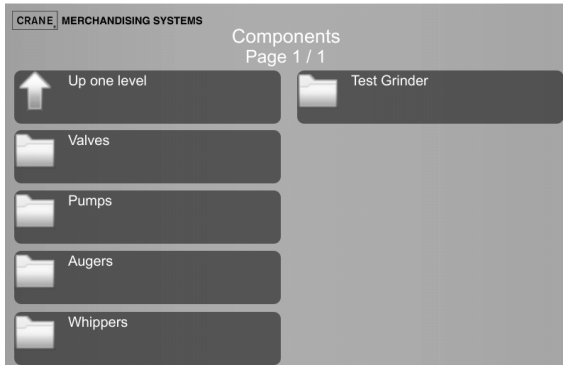 CRANE® MERCHANDISING SYSTEMS
Components
Page 1 / 1
Up one level
Test Grinder
Valves
Pumps
Augers
Whippers